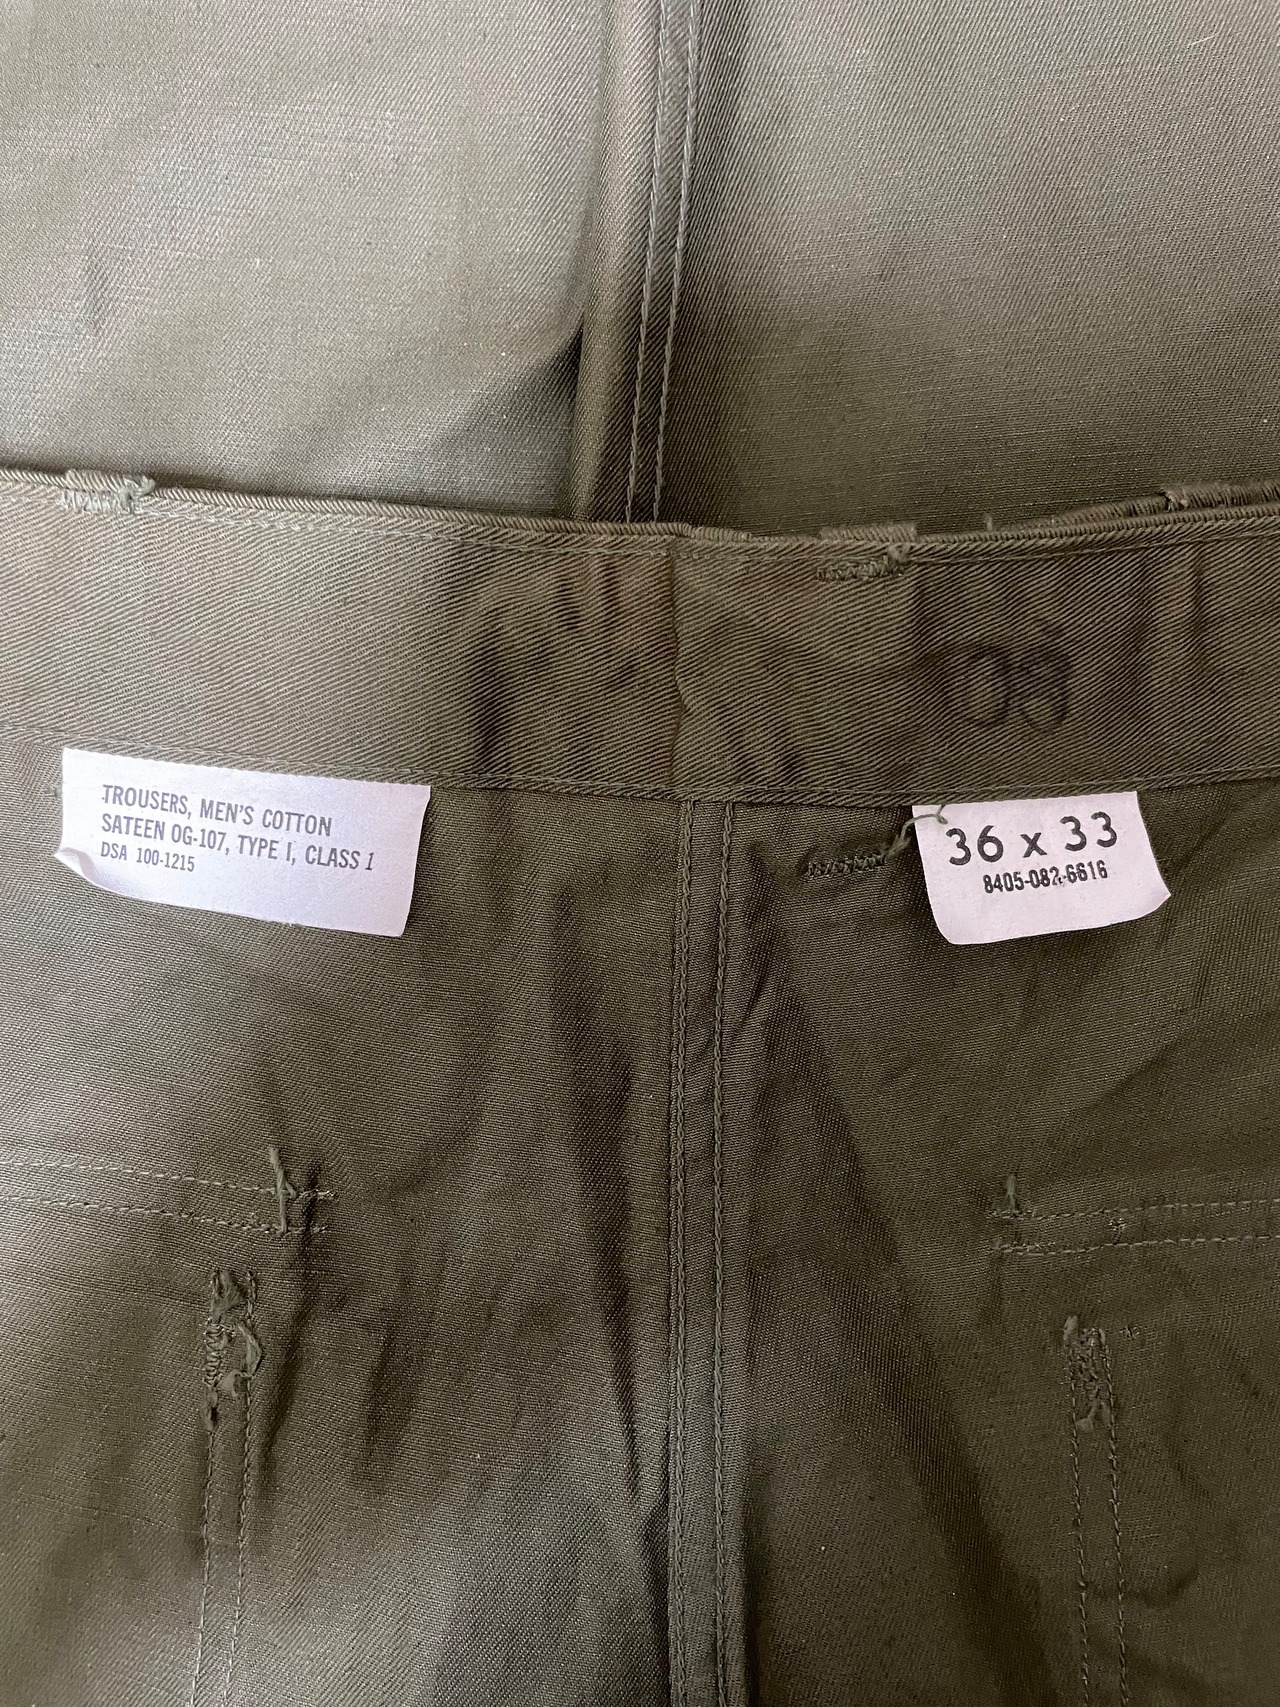 TROUSERS, MEN'S COTTON
SATEEN OG-107, TYPE I, CLASS 1
DSA 100-1215
36 x 33
8405-082-6616